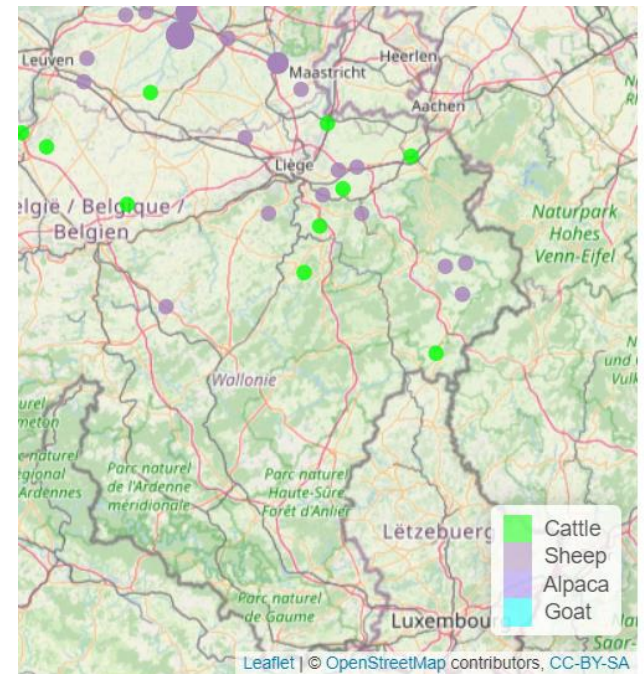 Leuven
Heerlen
Maastricht
Aachen
Liège
elgië / Belgique /
Belgien
Naturpark
Hohes
Venn-Eifel
Wallonie
Parc naturel
de l'Ardenne
méridionale
Parc naturel
Haute-Sûre
Forêt d'Anlier
Ardennes
Lëtzebuerg
Parc naturel
de Gaume
Luxembourg
Saar-
Cattle
Sheep
Alpaca
Goat
Leaflet | © OpenStreetMap contributors, CC-BY-SA